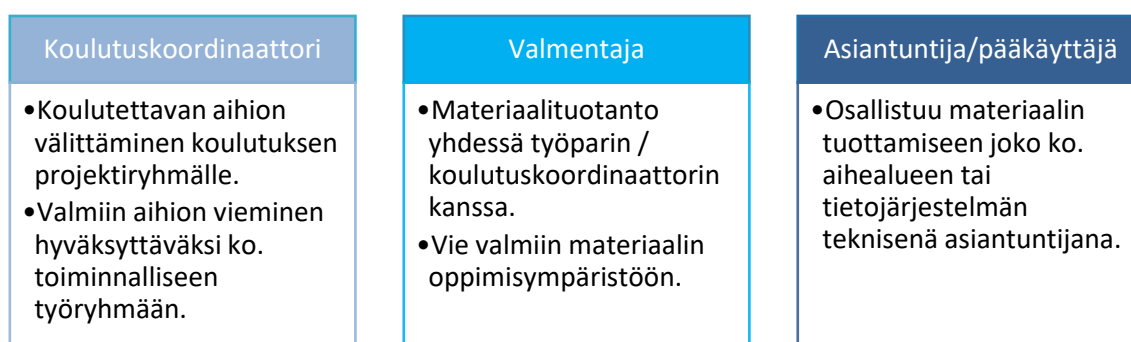 Koulutuskoordinaattori
•Koulutettavan aihion
välittäminen koulutuksen
projektiryhmälle.
•Valmiin aihion vieminen
hyväksyttäväksi ko.
toiminnalliseen
työryhmään.
Valmentaja
•Materiaalituotanto
yhdessä työparin /
koulutuskoordinaattorin
kanssa.
•Vie valmiin materiaalin
oppimisympäristöön.
Asiantuntija/pääkäyttäjä
•Osallistuu materiaalin
tuottamiseen joko ko.
aihealueen tai
tietojärjestelmän
teknisenä asiantuntijana.